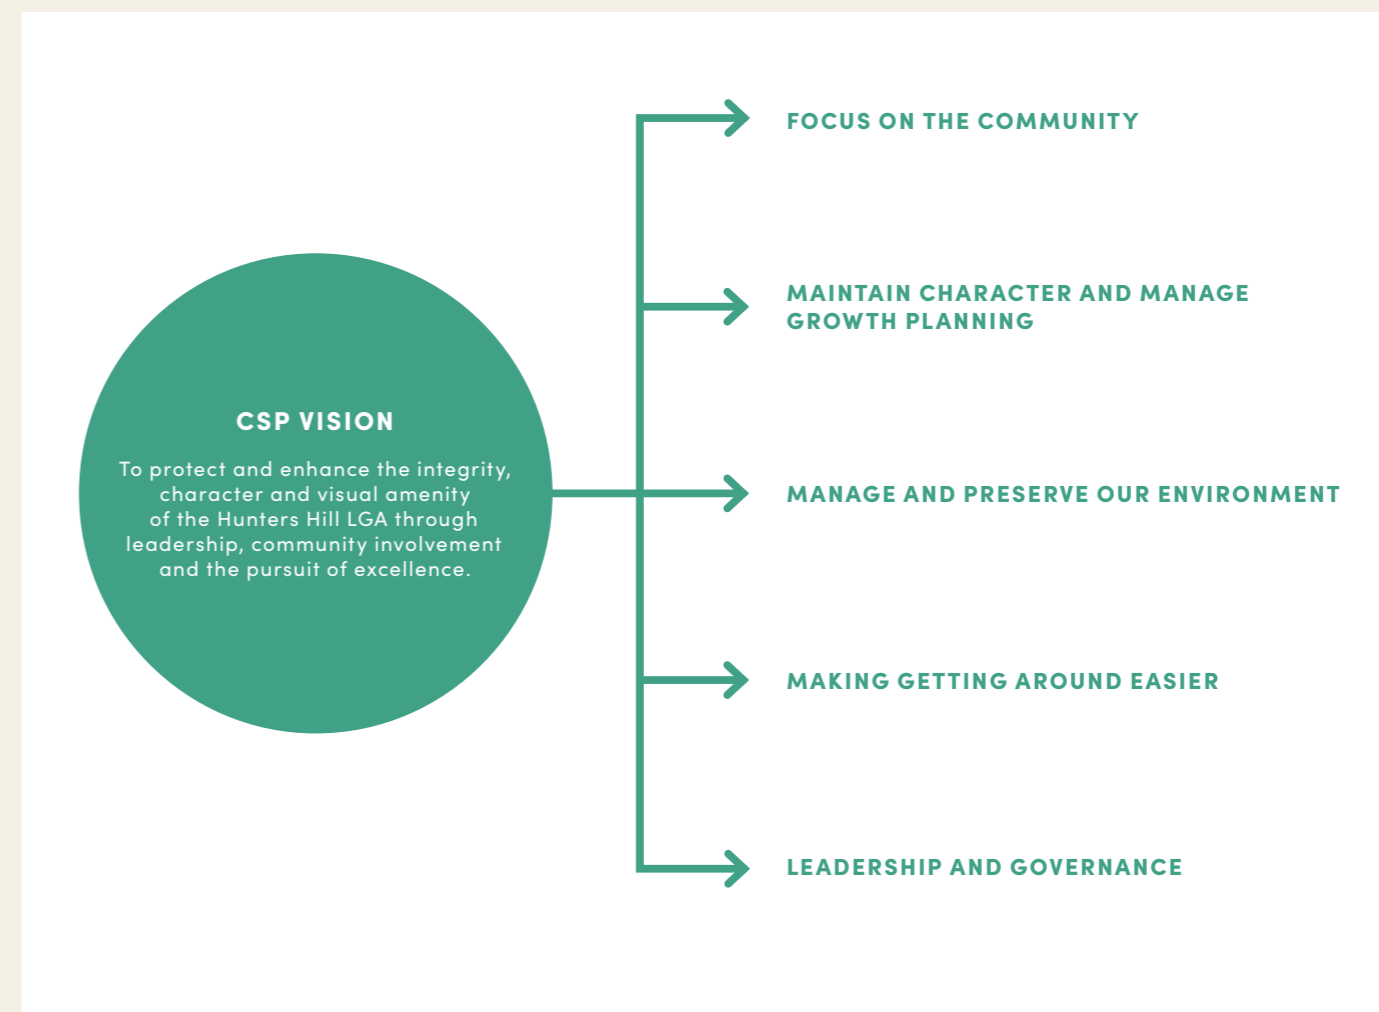 CSP VISION
To protect and enhance the integrity,
character and visual amenity
of the Hunters Hill LGA through
leadership, community involvement
and the pursuit of excellence.
FOCUS ON THE COMMUNITY
MAINTAIN CHARACTER AND MANAGE
GROWTH PLANNING
MANAGE AND PRESERVE OUR ENVIRONMENT
MAKING GETTING AROUND EASIER
LEADERSHIP AND GOVERNANCE